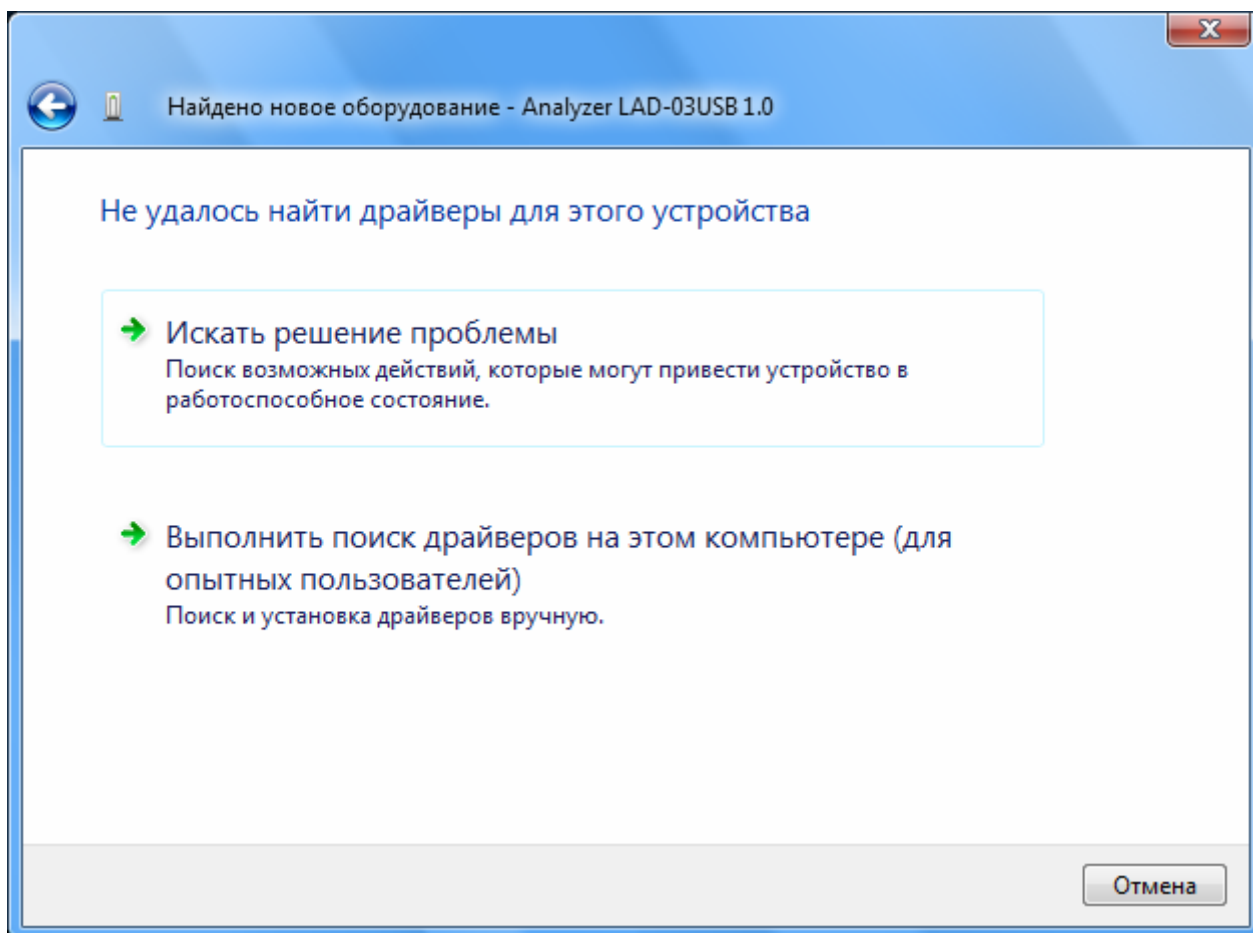 Найдено новое оборудование - Analyzer LAD-03USB 1.0
Не удалось найти драйверы для этого устройства
Искать решение проблемы
Поиск возможных действий, которые могут привести устройство в
работоспособное состояние.
Выполнить поиск драйверов на этом компьютере (для
опытных пользователей)
Поиск и установка драйверов вручную.
Отмена